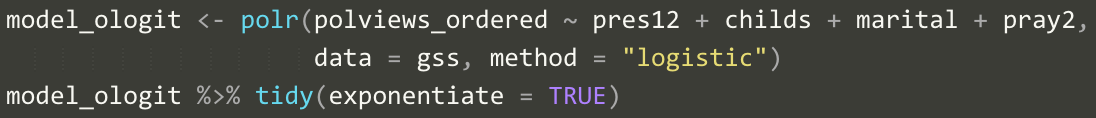 model_ologit <- polr(polviews_ordered ~ pres12 + childs + marital + pray2,
data = gss, method = "logistic")
model_ologit %>% tidy(exponentiate = TRUE)